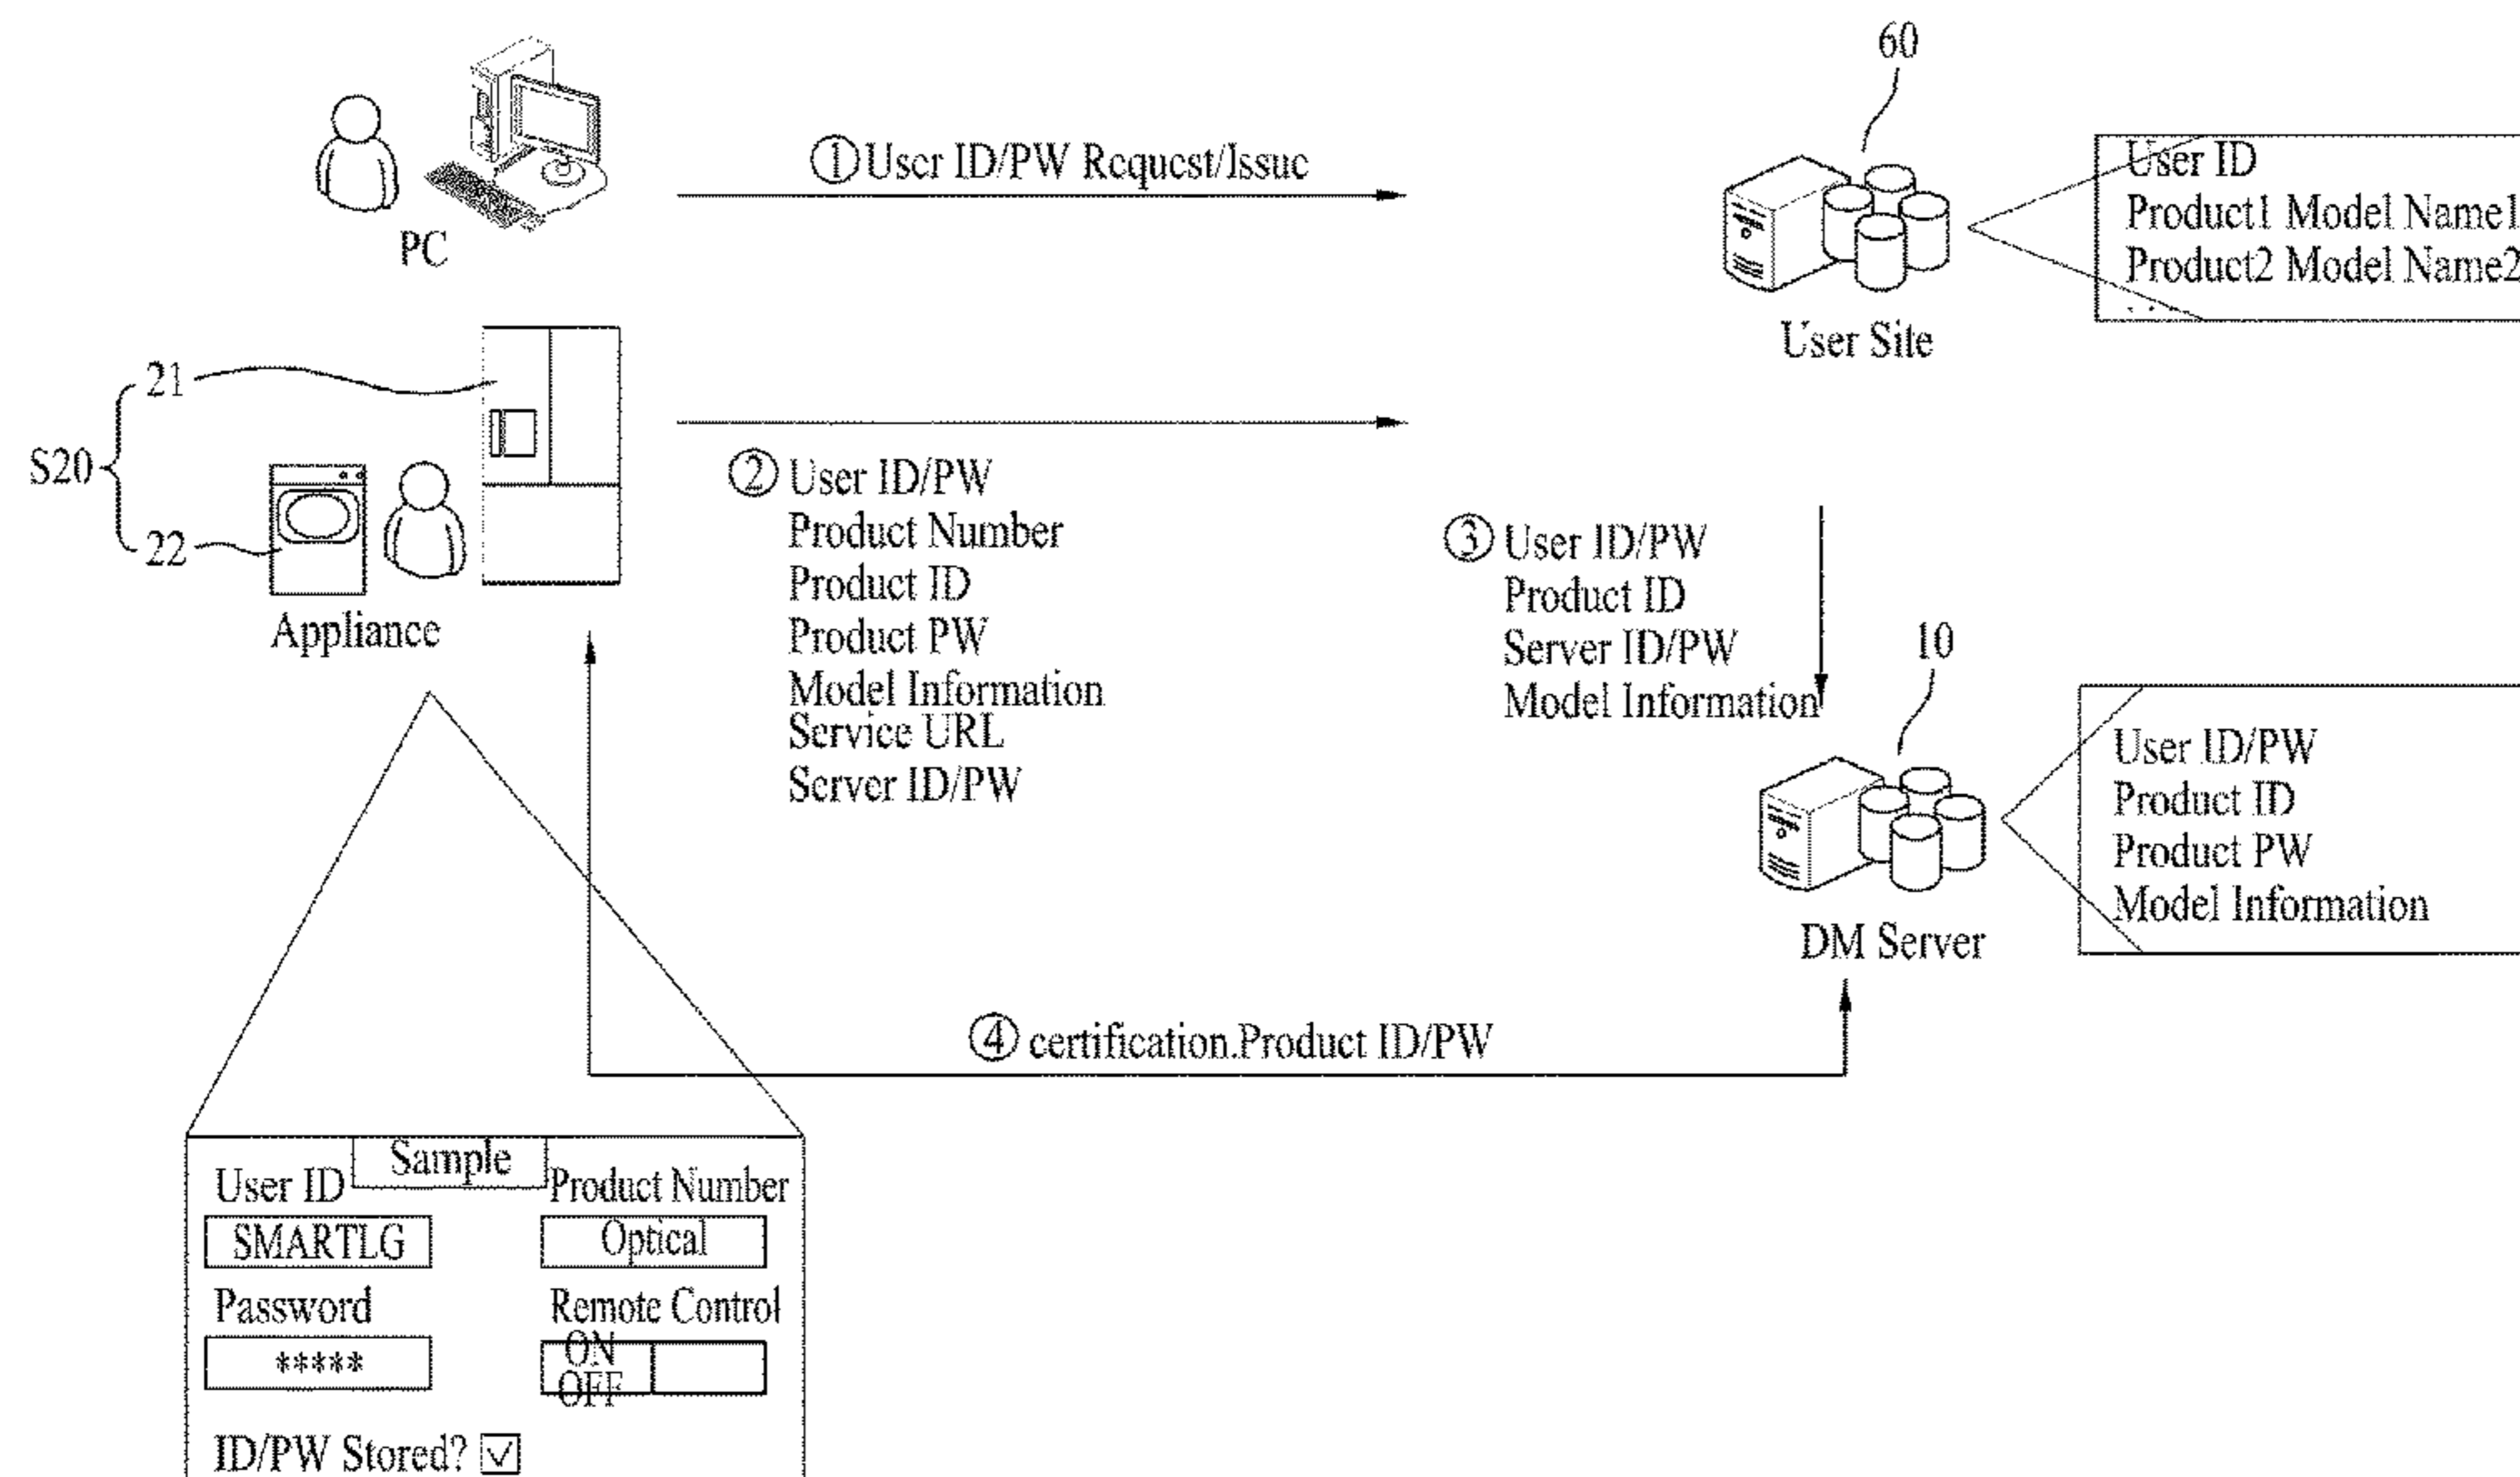 60
① User ID/PW Request/Issue
PC
User ID
Product1 Model Name1
Product2 Model Name2
. . .
User Site
21
S20
22
Appliance
② User ID/PW
Product Number
Product ID
Product PW
Model Information
Service URL
Server ID/PW
③ User ID/PW
Product ID
Server ID/PW
Model Information
10
DM Server
User ID/PW
Product ID
Product PW
Model Information
④ certification.Product ID/PW
Sample
User ID
Product Number
SMARTLG
Optical
Password
Remote Control
*****
ON
OFF
ID/PW Stored?